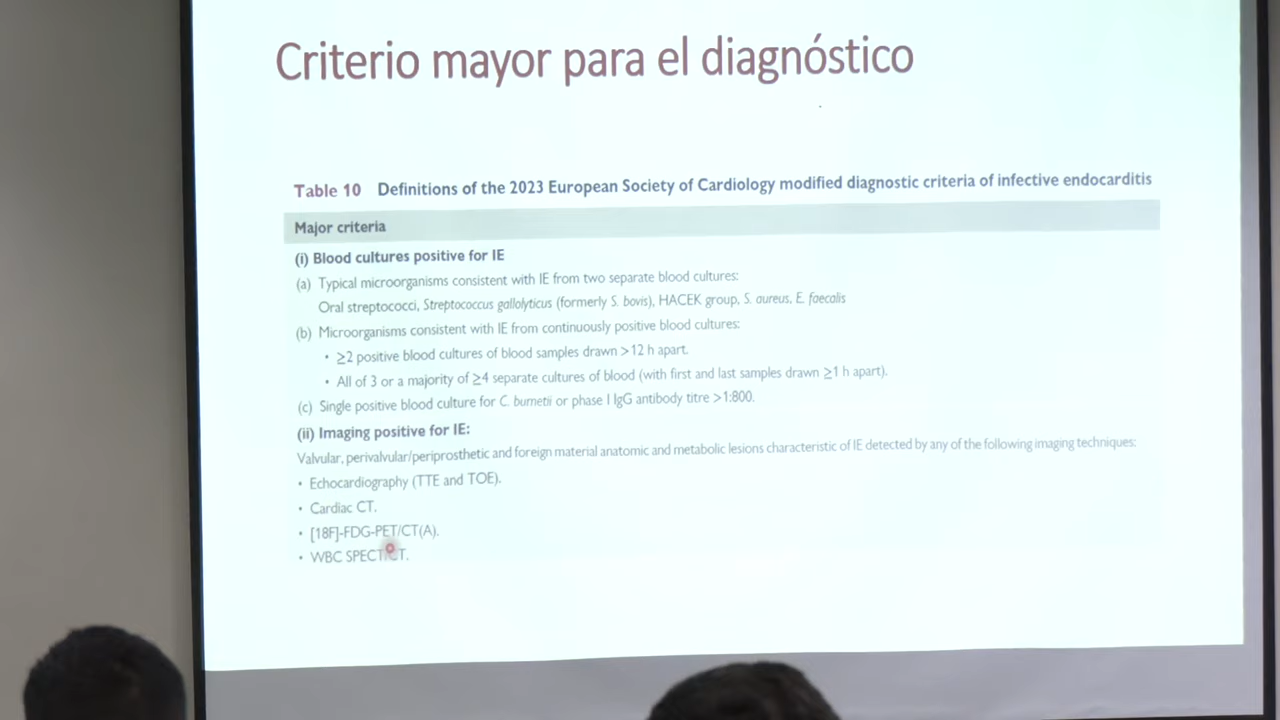 Criterio mayor para el diagnóstico
Table 10 Definitions of the 2023 European Society of Cardiology modified diagnostic criteria of infective endocarditis
Major criteria
(i) Blood cultures positive for IE
(a) Typical microorganisms consistent with IE from two separate blood cultures:
Oral streptococci, Streptococcus gallolyticus (formerly S. bovis), HACEK group, S. aureus, E. faecalis
(b) Microorganisms consistent with IE from continuously positive blood cultures:
• ≥2 positive blood cultures of blood samples drawn >12 h apart.
• All of 3 or a majority of ≥4 separate cultures of blood (with first and last samples drawn ≥1 h apart).
(c) Single positive blood culture for C. burnetii or phase I IgG antibody titre >1:800.
(ii) Imaging positive for IE:
Valvular, perivalvular/periprosthetic and foreign material anatomic and metabolic lesions characteristic of IE detected by any of the following imaging techniques:
• Echocardiography (TTE and TOE).
• Cardiac CT.
• [18F]-FDG-PET/CT(A).
• WBC SPECT/CT.